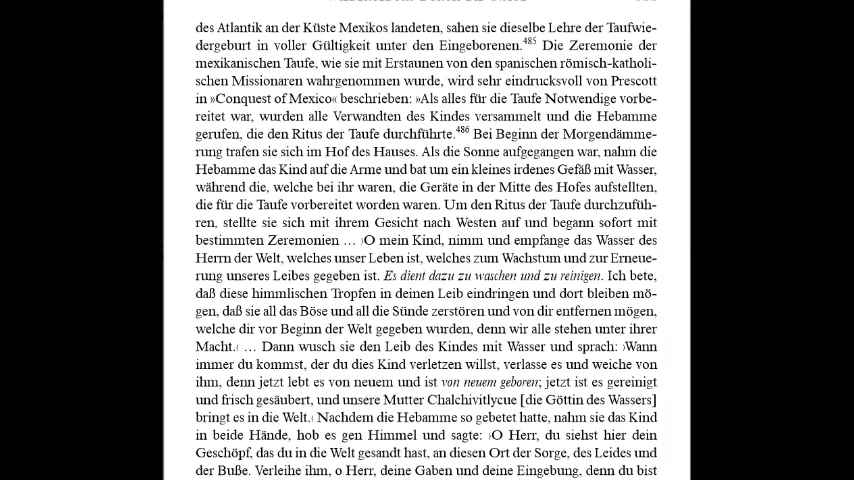 des Atlantik an der Küste Mexikos landeten, sahen sie dieselbe Lehre der Taufwie-
dergeburt in voller Gültigkeit unter den Eingeborenen.485 Die Zeremonie der
mexikanischen Taufe, wie sie mit Erstaunen von den spanischen römisch-katholi-
schen Missionaren wahrgenommen wurde, wird sehr eindrucksvoll von Prescott
in »Conquest of Mexico« beschrieben: »Als alles für die Taufe Notwendige vorbe-
reitet war, wurden alle Verwandten des Kindes versammelt und die Hebamme
gerufen, die den Ritus der Taufe durchführte.486 Bei Beginn der Morgendämme-
rung trafen sie sich im Hof des Hauses. Als die Sonne aufgegangen war, nahm die
Hebamme das Kind auf die Arme und bat um ein kleines irdenes Gefäß mit Wasser,
während die, welche bei ihr waren, die Geräte in der Mitte des Hofes aufstellten,
die für die Taufe vorbereitet worden waren. Um den Ritus der Taufe durchzufüh-
ren, stellte sie sich mit ihrem Gesicht nach Westen auf und begann sofort mit
bestimmten Zeremonien … ›O mein Kind, nimm und empfange das Wasser des
Herrn der Welt, welches unser Leben ist, welches zum Wachstum und zur Erneue-
rung unseres Leibes gegeben ist. Es dient dazu zu waschen und zu reinigen. Ich bete,
daß diese himmlischen Tropfen in deinen Leib eindringen und dort bleiben mö-
gen, daß sie all das Böse und all die Sünde zerstören und von dir entfernen mögen,
welche dir vor Beginn der Welt gegeben wurden, denn wir alle stehen unter ihrer
Macht.‹ … Dann wusch sie den Leib des Kindes mit Wasser und sprach: ›Wann
immer du kommst, der du dies Kind verletzen willst, verlasse es und weiche von
ihm, denn jetzt lebt es von neuem und ist von neuem geboren; jetzt ist es gereinigt
und frisch gesäubert, und unsere Mutter Chalchivitlycue [die Göttin des Wassers]
bringt es in die Welt.‹ Nachdem die Hebamme so gebetet hatte, nahm sie das Kind
in beide Hände, hob es gen Himmel und sagte: ›O Herr, du siehst hier dein
Geschöpf, das du in die Welt gesandt hast, an diesen Ort der Sorge, des Leides und
der Buße. Verleihe ihm, o Herr, deine Gaben und deine Eingebung, denn du bist